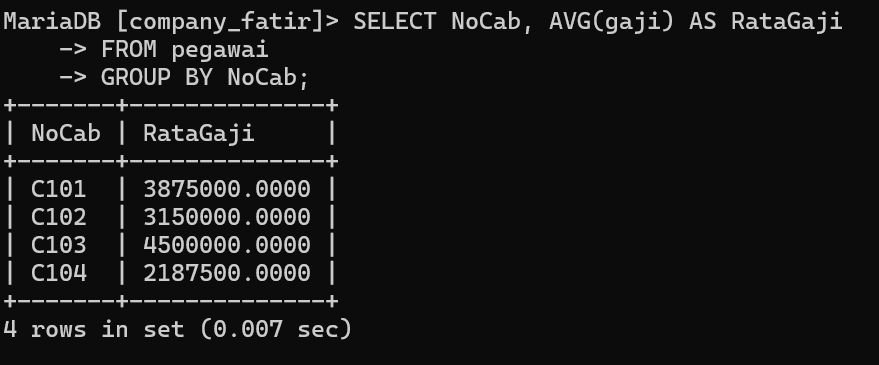 MariaDB [company_fatir]> SELECT NoCab, AVG(gaji) AS RataGaji
    -> FROM pegawai
    -> GROUP BY NoCab;
+-------+--------------+
| NoCab | RataGaji     |
+-------+--------------+
| C101  | 3875000.0000 |
| C102  | 3150000.0000 |
| C103  | 4500000.0000 |
| C104  | 2187500.0000 |
+-------+--------------+
4 rows in set (0.007 sec)